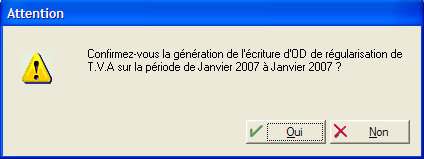 Attention
Confirmez-vous la génération de l'écriture d'OD de régularisation de
T.V.A sur la période de Janvier 2007 à Janvier 2007 ?
Oui Non